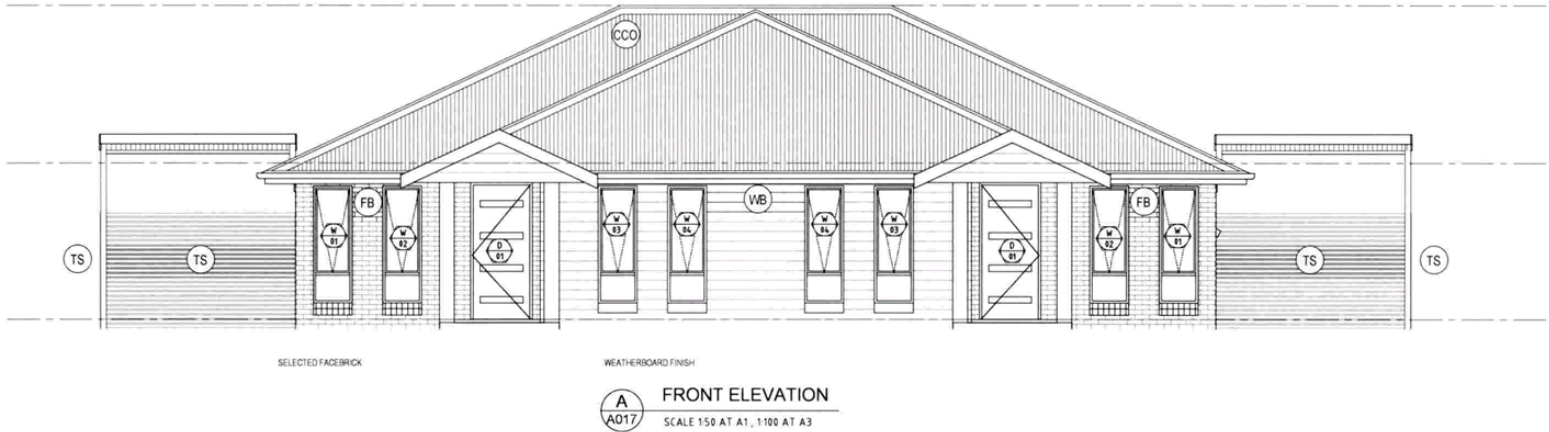 CCO
FB
WB
FB
W
01
W
02
D
01
W
03
W
04
W
04
W
03
D
01
W
02
W
01
TS
TS
TS
TS
SELECTED FACEBRICK
WEATHERBOARD FINISH
A
A017
FRONT ELEVATION
SCALE 1:50 AT A1, 1:100 AT A3